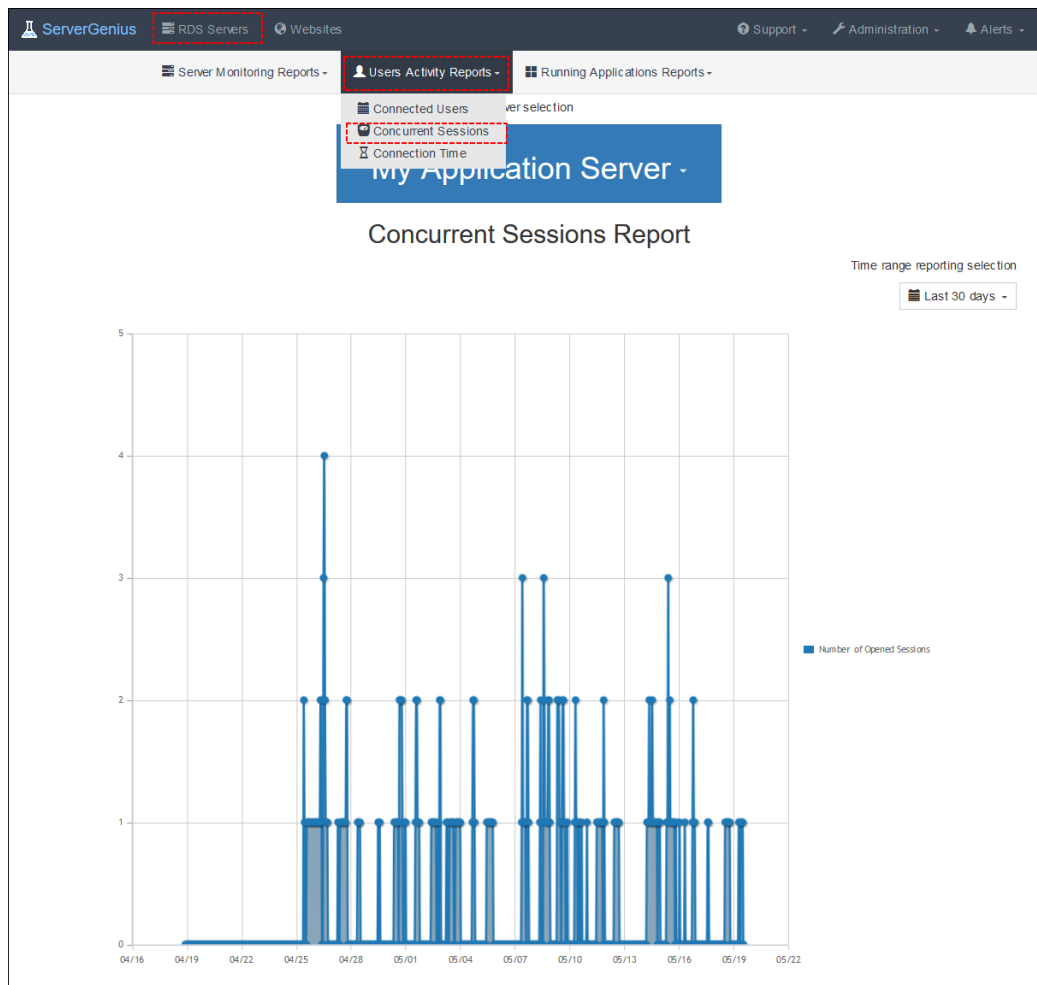 ServerGenius RDS Servers Websites Support Administration Alerts
Server Monitoring Reports Users Activity Reports Running Applications Reports
Connected Users
ver selection
Concurrent Sessions
Connection Time
My Application Server
Concurrent Sessions Report
Time range reporting selection
Last 30 days
5
4
3
2
1
0
Number of Opened Sessions
04/16 04/19 04/22 04/25 04/28 05/01 05/04 05/07 05/10 05/13 05/16 05/19 05/22